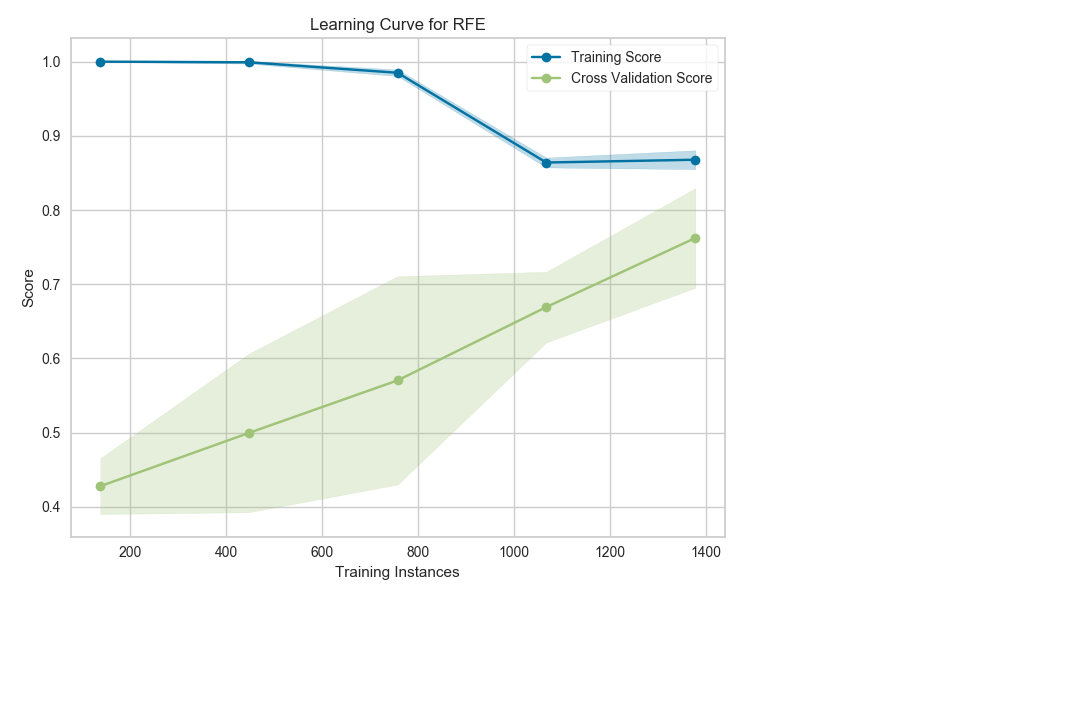 Learning Curve for RFE
Training Score
Cross Validation Score
1.0
0.9
0.8
0.7
0.6
0.5
0.4
Score
200 400 600 800 1000 1200 1400
Training Instances